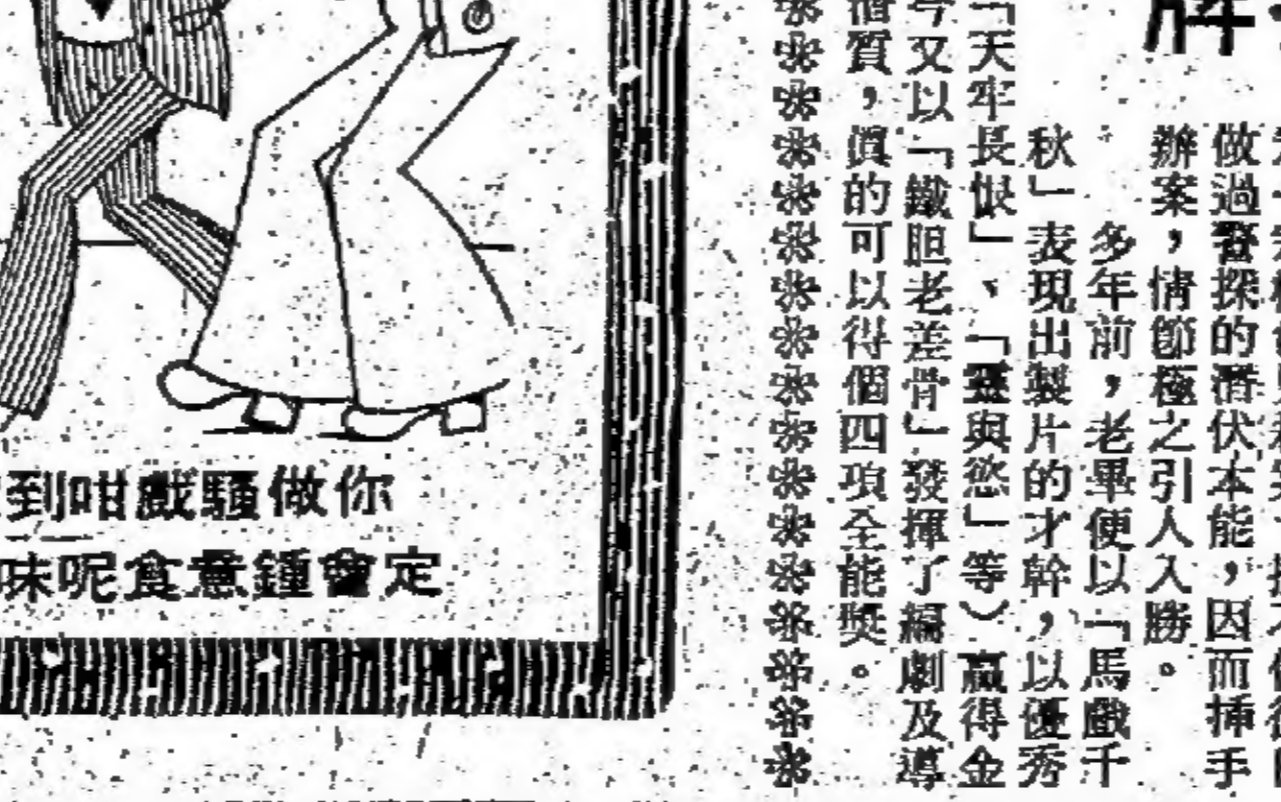 牌
做過警探的潛伏本能，因而挿手
辦案，情節極之引人入勝。
多年前，老畢便以「馬戲千
秋」表現出製片的才幹，以優秀
「天牢長恨」、「靈與慾」等）贏得金
又以「鐵胆老差骨」發揮了編劇及導
質，眞的可以得個四項全能獎。
你做騷戲咁到
定會鍾意食呢味